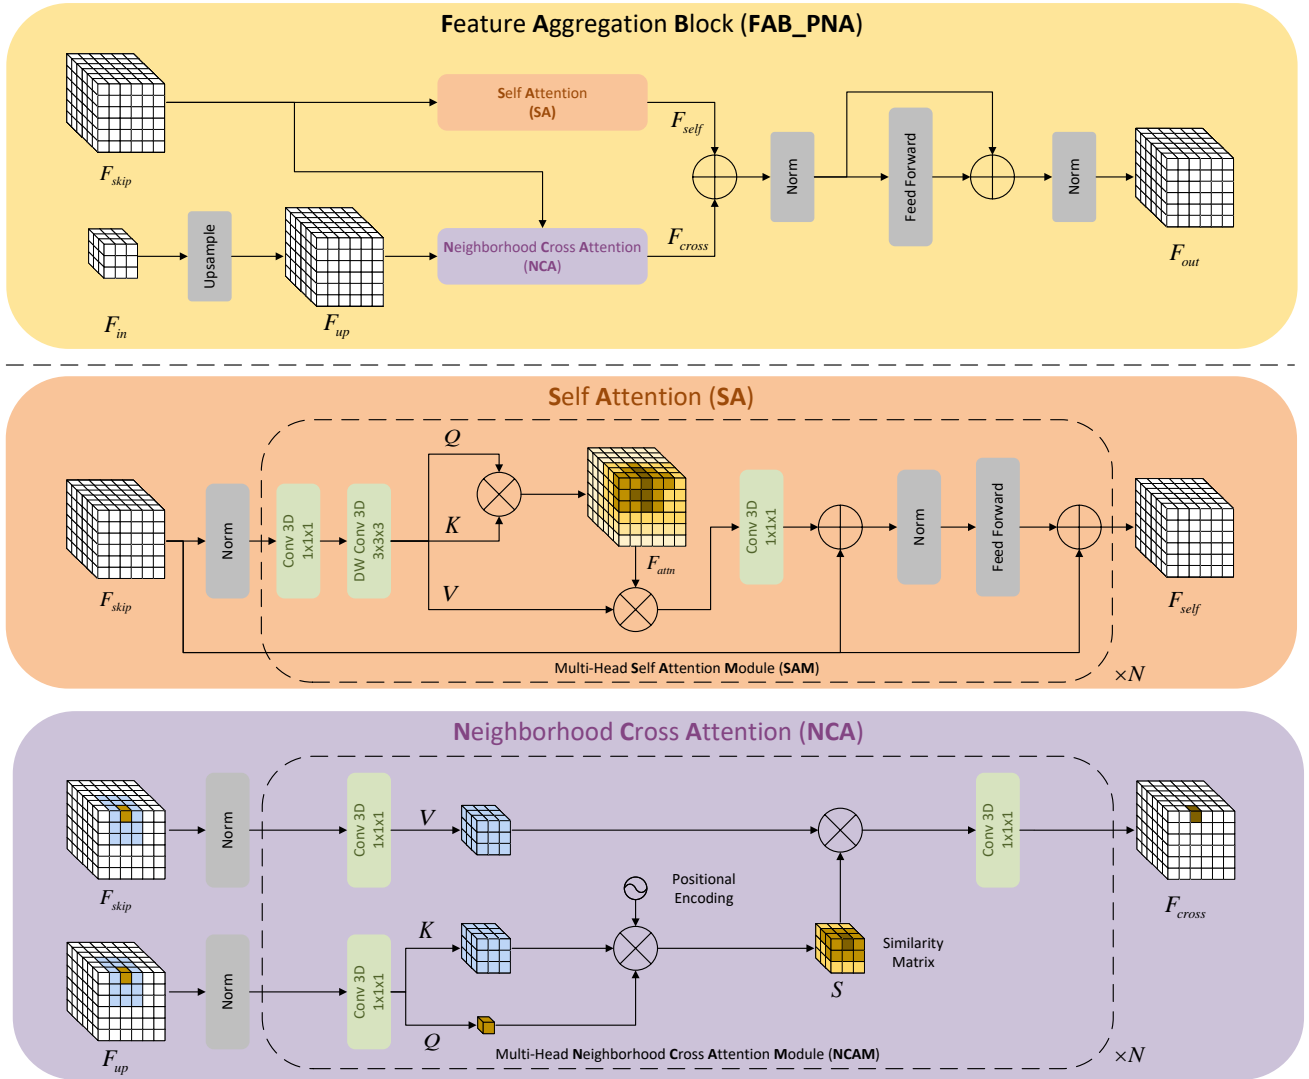 Feature Aggregation Block (FAB_PNA)
F_skip
Self Attention
(SA)
F_self
Norm
Feed Forward
Norm
F_out
F_in
Upsample
F_up
Neighborhood Cross Attention
(NCA)
F_cross
Self Attention (SA)
F_skip
Norm
Conv 3D
1x1x1
DW Conv 3D
3x3x3
Q
K
V
F_attn
Conv 3D
1x1x1
Norm
Feed Forward
F_self
Multi-Head Self Attention Module (SAM)
×N
Neighborhood Cross Attention (NCA)
F_skip
Norm
Conv 3D
1x1x1
V
Conv 3D
1x1x1
F_cross
Positional
Encoding
F_up
Norm
Conv 3D
1x1x1
K
Q
Similarity
Matrix
S
Multi-Head Neighborhood Cross Attention Module (NCAM)
×N